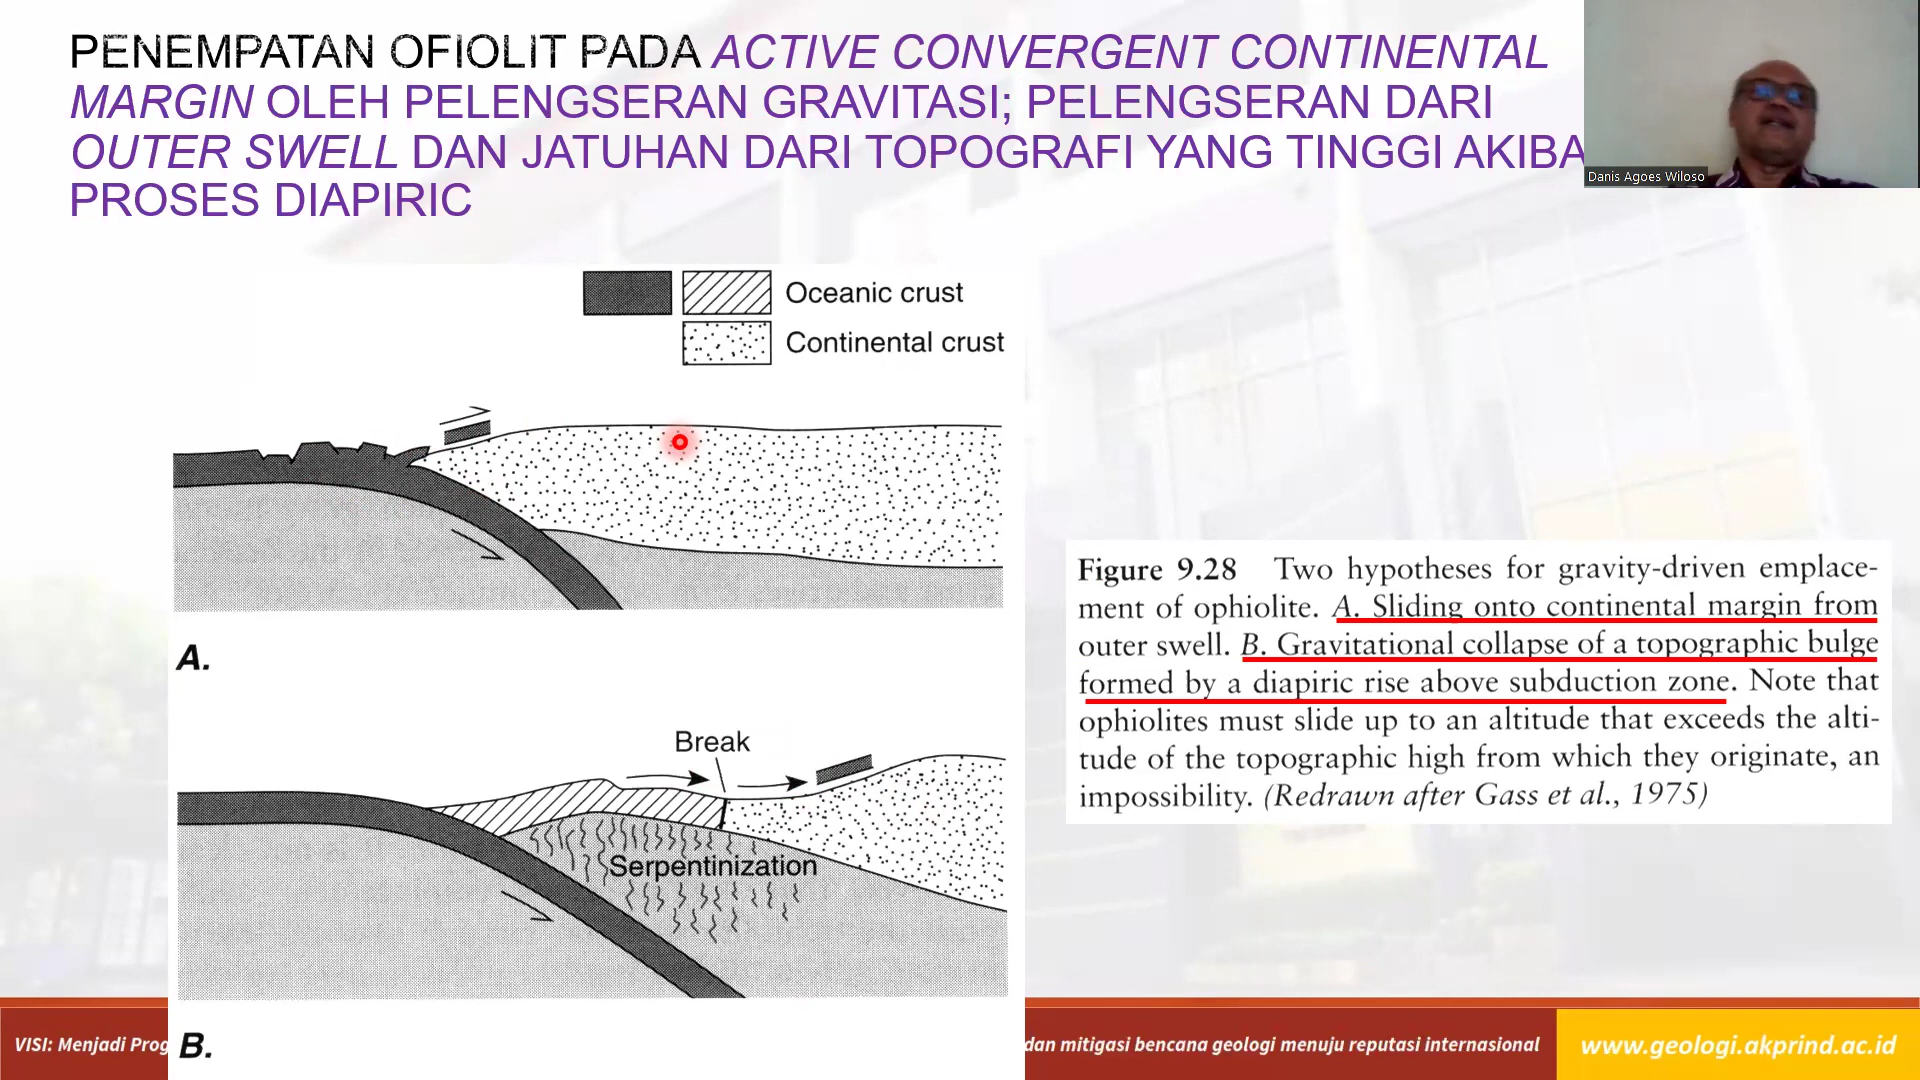 PENEMPATAN OFIOLIT PADA ACTIVE CONVERGENT CONTINENTAL
MARGIN OLEH PELENGSERAN GRAVITASI; PELENGSERAN DARI
OUTER SWELL DAN JATUHAN DARI TOPOGRAFI YANG TINGGI AKIBA
PROSES DIAPIRIC
Danis Agoes Wiloso
Oceanic crust
Continental crust
A.
Break
Serpentinization
B.
Figure 9.28 Two hypotheses for gravity-driven emplace-
ment of ophiolite. A. Sliding onto continental margin from
outer swell. B. Gravitational collapse of a topographic bulge
formed by a diapiric rise above subduction zone. Note that
ophiolites must slide up to an altitude that exceeds the alti-
tude of the topographic high from which they originate, an
impossibility. (Redrawn after Gass et al., 1975)
VISI: Menjadi Prog
dan mitigasi bencana geologi menuju reputasi internasional
www.geologi.akprind.ac.id